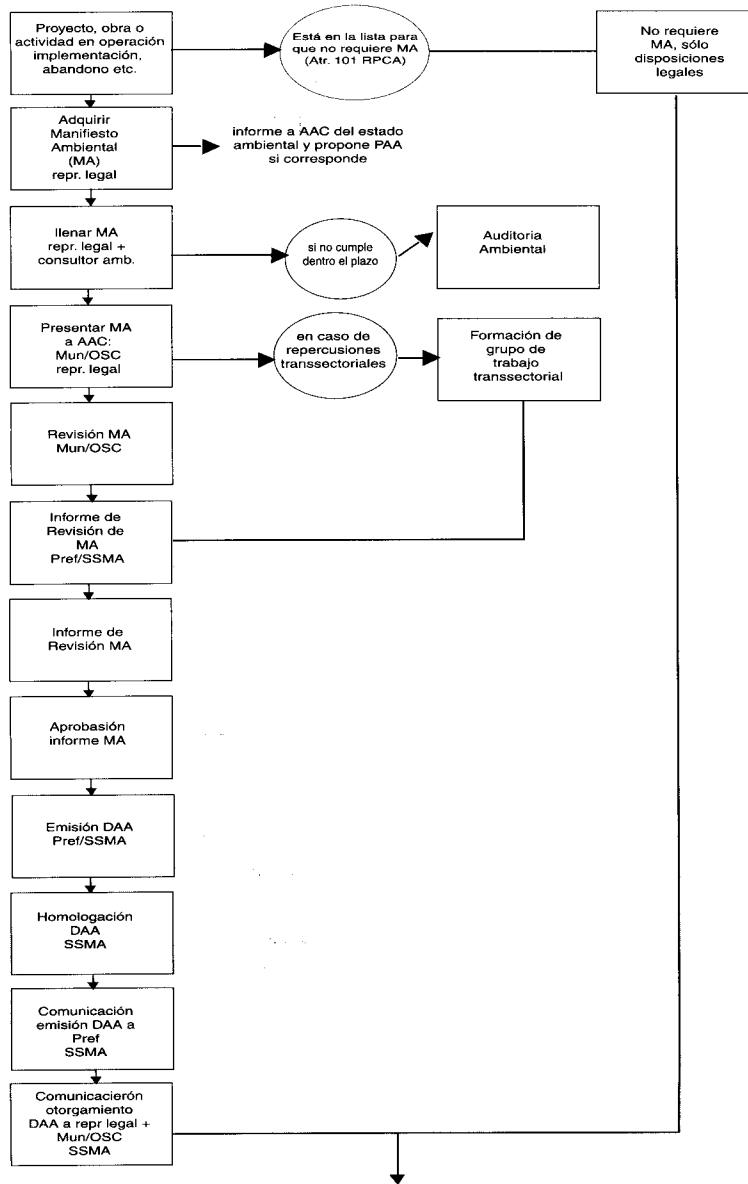 Proyecto, obra o
actividad en operación
implementación,
abandono etc.
Está en la lista para
que no requiere MA
(Atr. 101 RPCA)
No requiere
MA, sólo
disposiciones
legales
Adquirir
Manifiesto
Ambiental
(MA)
repr. legal
informe a AAC del estado
ambiental y propone PAA
si corresponde
llenar MA
repr. legal +
consultor amb.
si no cumple
dentro el plazo
Auditoria
Ambiental
Presentar MA
a AAC:
Mun/OSC
repr. legal
en caso de
repercusiones
transsectoriales
Formación de
grupo de
trabajo
transsectorial
Revisión MA
Mun/OSC
Informe de
Revisión de
MA
Pref/SSMA
Informe de
Revisión MA
Aprobasión
informe MA
Emisión DAA
Pref/SSMA
Homologación
DAA
SSMA
Comunicación
emisión DAA a
Pref
SSMA
Comunicacierón
otorgamiento
DAA a repr legal +
Mun/OSC
SSMA